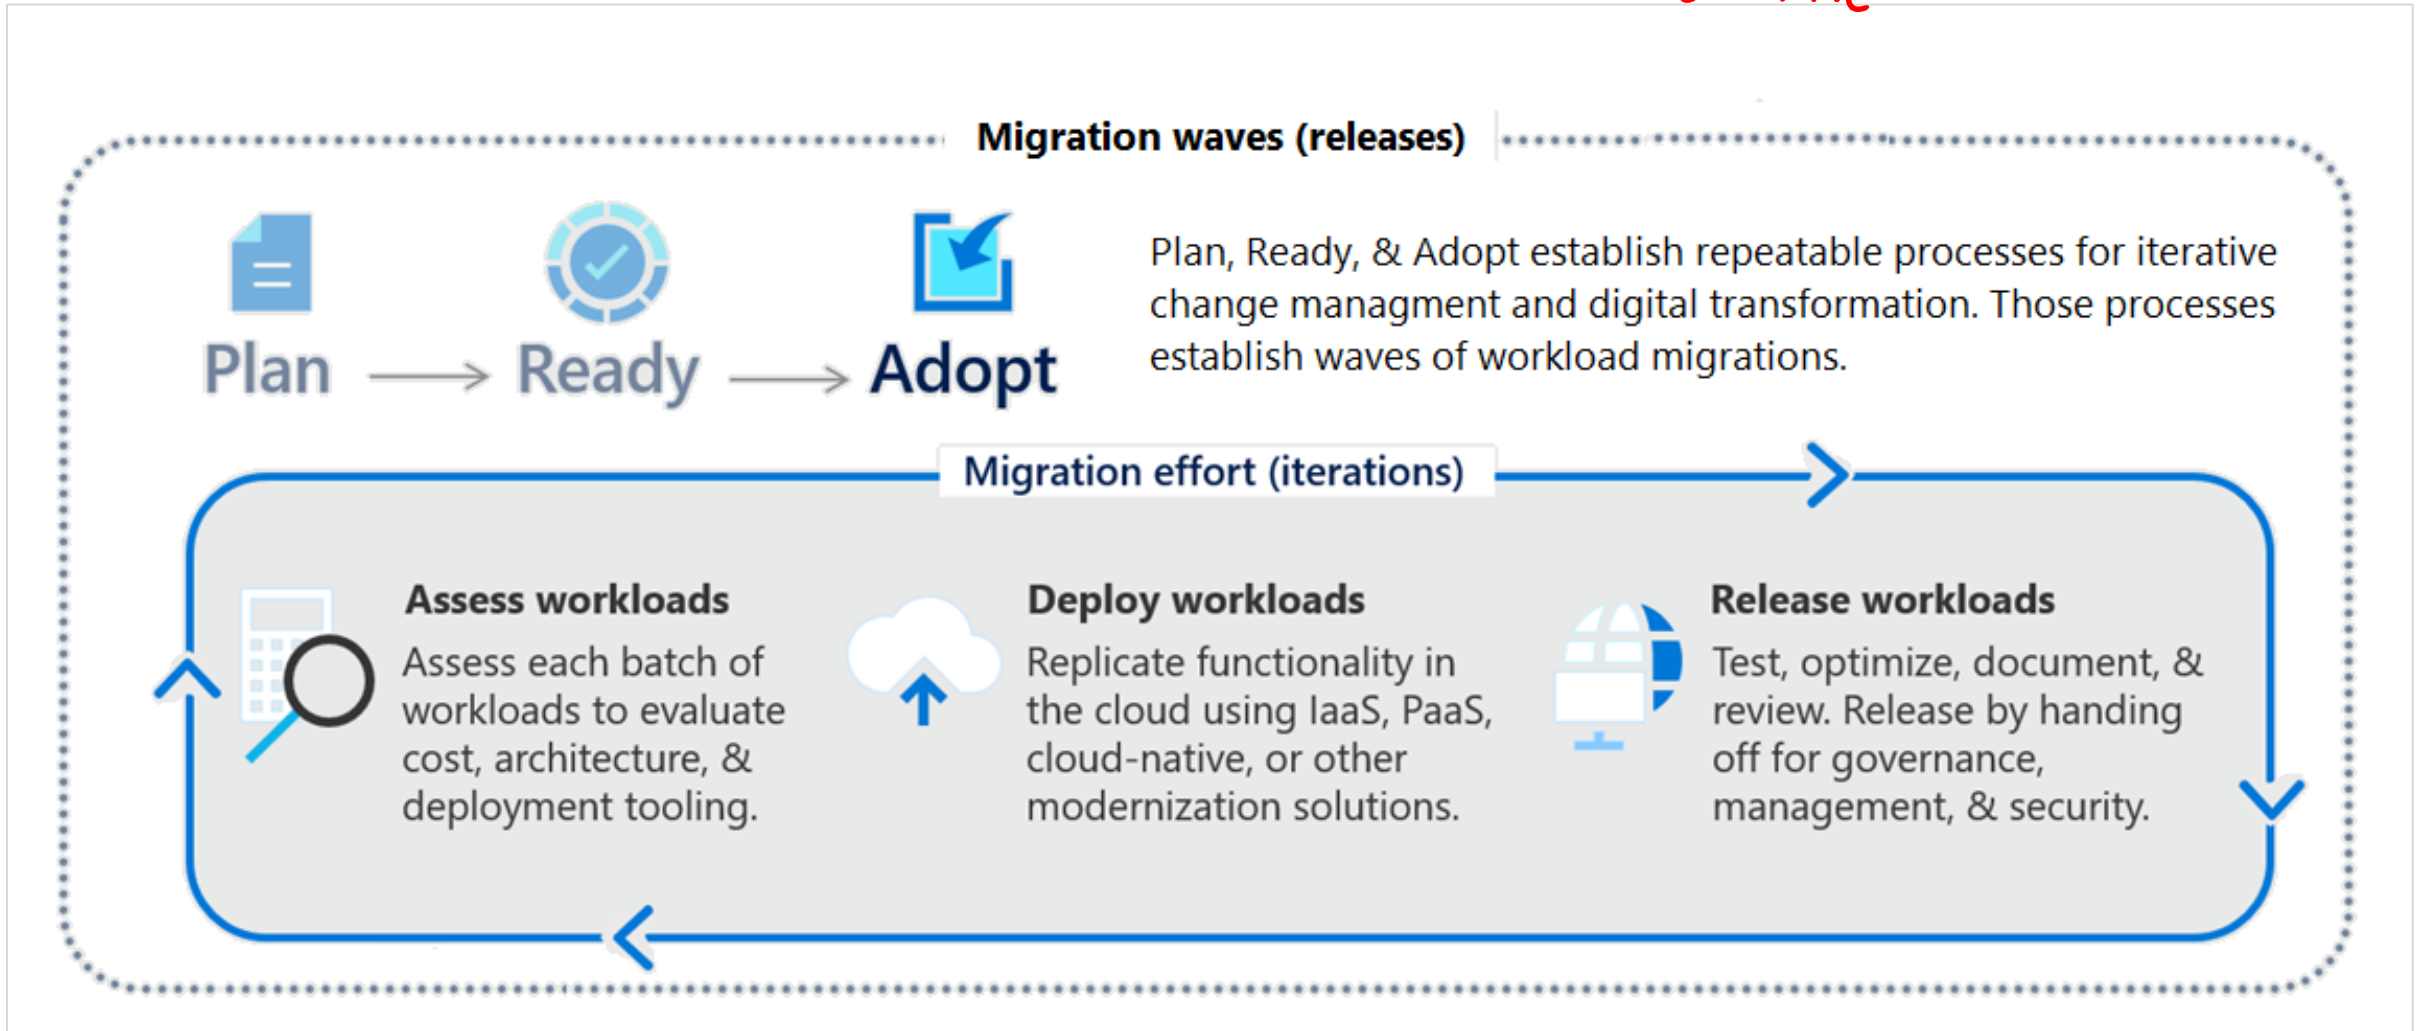 Migration waves (releases)
Plan
Ready
Adopt
Plan, Ready, & Adopt establish repeatable processes for iterative
change managment and digital transformation. Those processes
establish waves of workload migrations.
Migration effort (iterations)
Assess workloads
Assess each batch of
workloads to evaluate
cost, architecture, &
deployment tooling.
Deploy workloads
Replicate functionality in
the cloud using IaaS, PaaS,
cloud-native, or other
modernization solutions.
Release workloads
Test, optimize, document, &
review. Release by handing
off for governance,
management, & security.